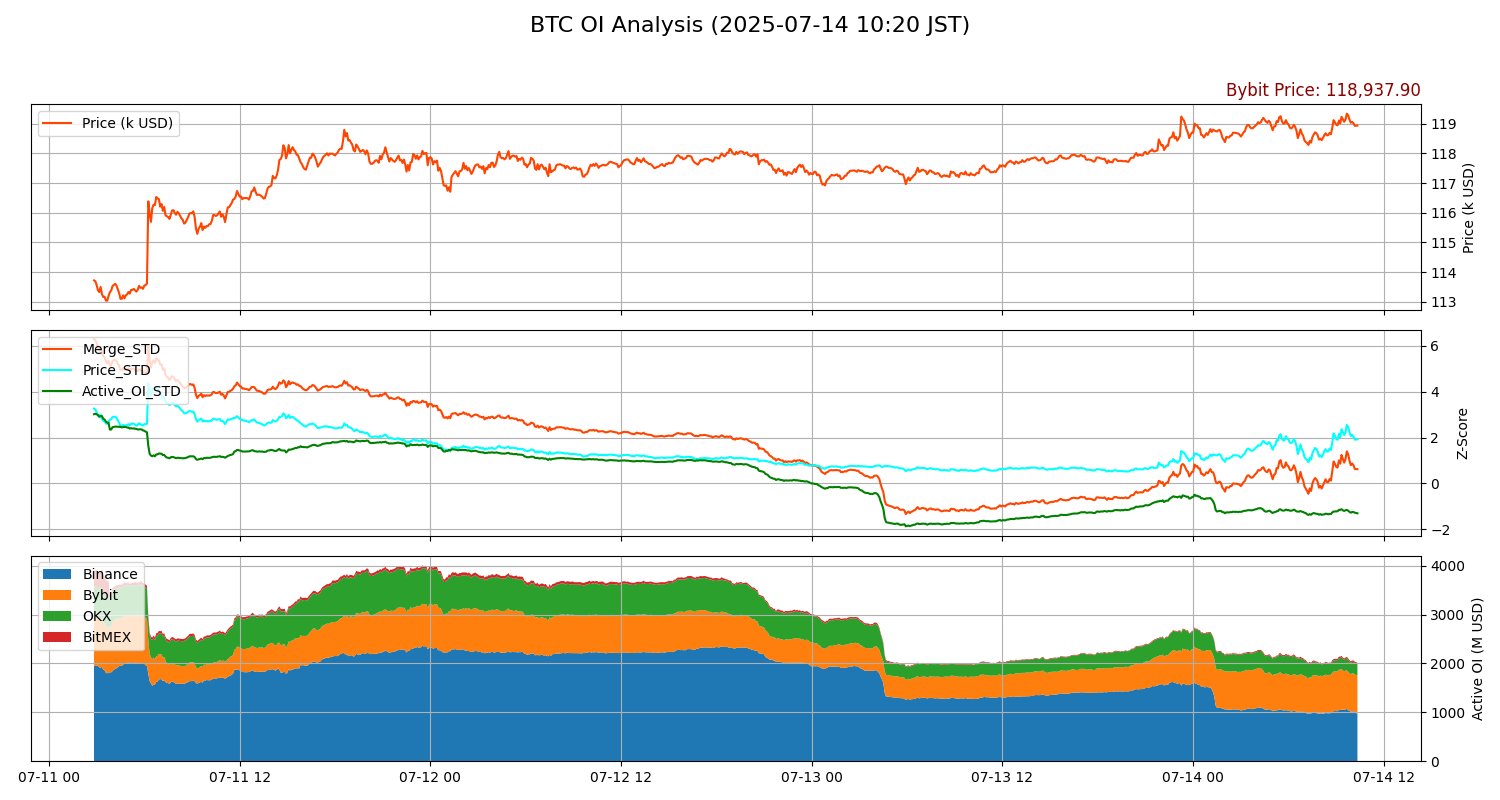 BTC OI Analysis (2025-07-14 10:20 JST)
Bybit Price: 118,937.90
Price (k USD)
119
118
117
116
115
114
113
Price (k USD)
Merge_STD
Price_STD
Active_OI_STD
6
4
2
0
−2
Z-Score
Binance
Bybit
OKX
BitMEX
4000
3000
2000
1000
0
Active OI (M USD)
07-11 00
07-11 12
07-12 00
07-12 12
07-13 00
07-13 12
07-14 00
07-14 12